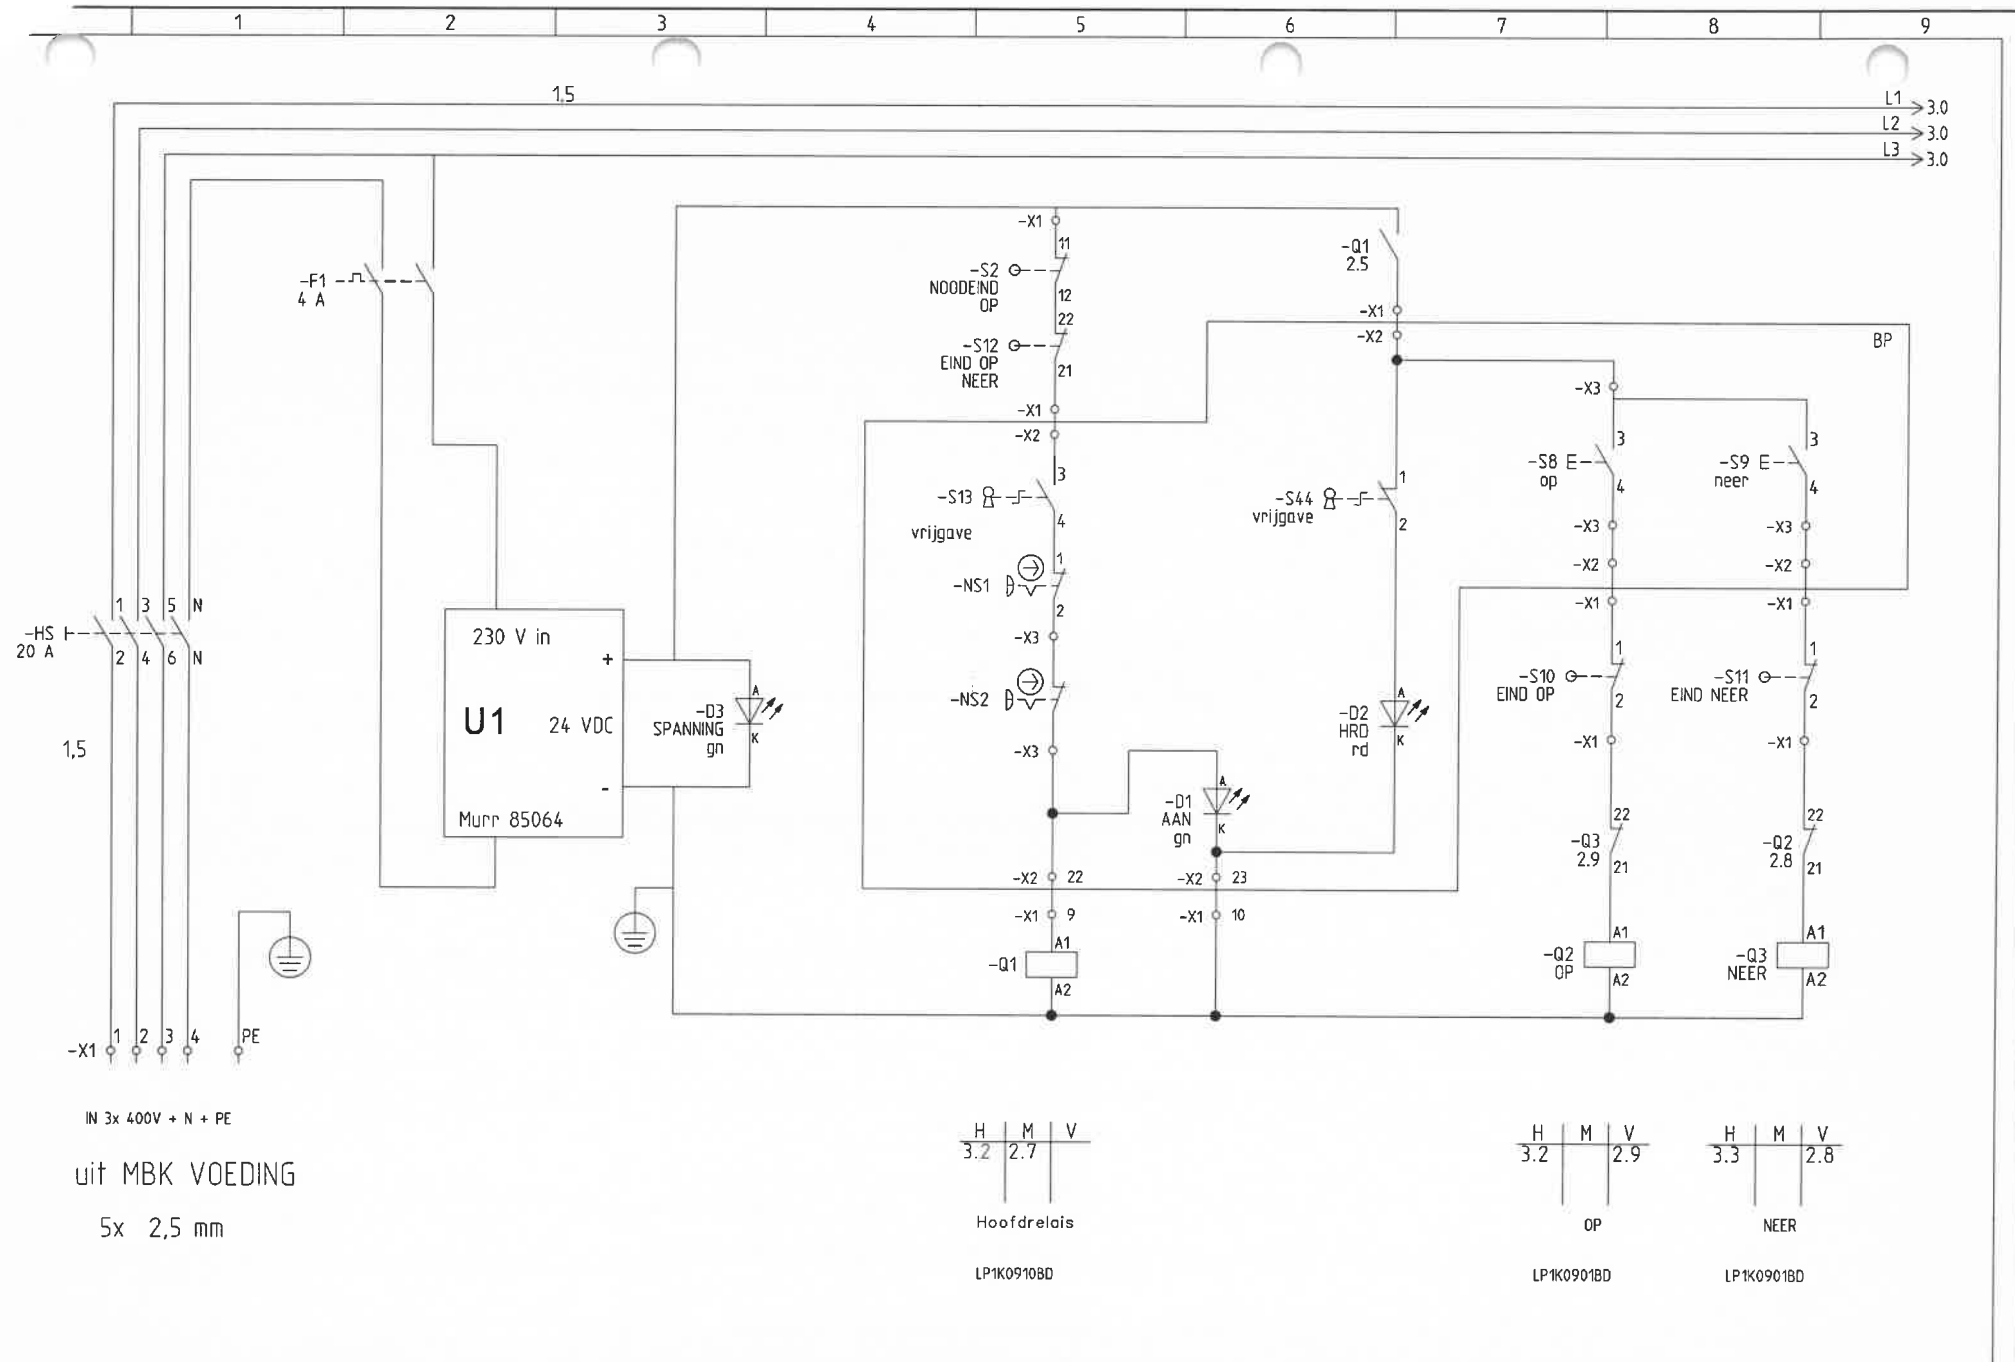 1 2 3 4 5 6 7 8 9
1,5
L1 3.0
L2 3.0
L3 3.0
-F1
4 A
-HS
20 A
1 3 5 N
2 4 6 N
1,5
-X1 1 2 3 4 PE
IN 3x 400V + N + PE
uit MBK VOEDING
5x 2,5 mm
230 V in
+
U1 24 VDC
-
Murr 85064
-D3
SPANNING
gn
A
K
-X1
11
-S2
NOODEIND
OP
12
22
-S12
EIND OP
NEER
21
-X1
-X2
3
-S13
vrijgave
4
1
-NS1
2
-X3
-NS2
-X3
-X2 22
-X1 9
A1
-Q1
A2
-D1
AAN
gn
A
K
-X2 23
-X1 10
-Q1
2.5
-X1
-X2
1
-S44
vrijgave
2
-D2
HRD
rd
A
K
BP
-X3
3
-S8 E
op
4
-X3
-X2
-X1
1
-S10
EIND OP
2
-X1
22
-Q3
2.9
21
A1
-Q2
OP
A2
3
-S9 E
neer
4
-X3
-X2
-X1
1
-S11
EIND NEER
2
-X1
22
-Q2
2.8
21
A1
-Q3
NEER
A2
H M V
3.2 2.7
Hoofdrelais
LP1K0910BD
H M V
3.2 2.9
OP
LP1K0901BD
H M V
3.3 2.8
NEER
LP1K0901BD